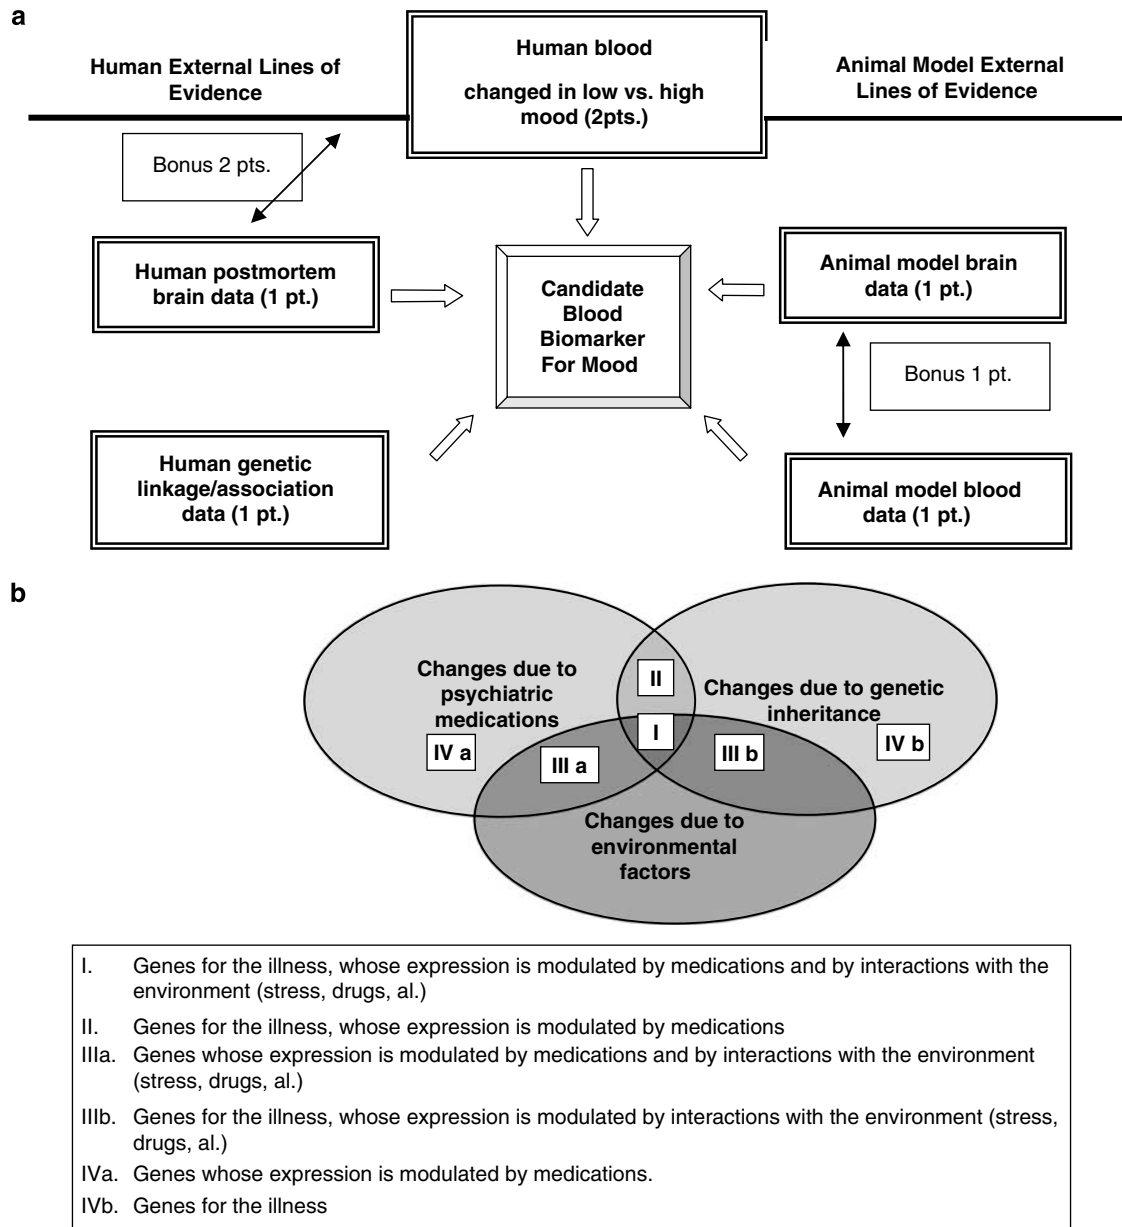 a
Human External Lines of
Evidence
Human blood
changed in low vs. high
mood (2pts.)
Animal Model External
Lines of Evidence
Bonus 2 pts.
Human postmortem
brain data (1 pt.)
Candidate
Blood
Biomarker
For Mood
Animal model brain
data (1 pt.)
Bonus 1 pt.
Human genetic
linkage/association
data (1 pt.)
Animal model blood
data (1 pt.)
b
Changes due to
psychiatric
medications
II
Changes due to genetic
inheritance
I
IV a
III a
III b
IV b
Changes due to
environmental
factors
I. Genes for the illness, whose expression is modulated by medications and by interactions with the
environment (stress, drugs, al.)
II. Genes for the illness, whose expression is modulated by medications
IIIa. Genes whose expression is modulated by medications and by interactions with the environment
(stress, drugs, al.)
IIIb. Genes for the illness, whose expression is modulated by interactions with the environment (stress,
drugs, al.)
IVa. Genes whose expression is modulated by medications.
IVb. Genes for the illness